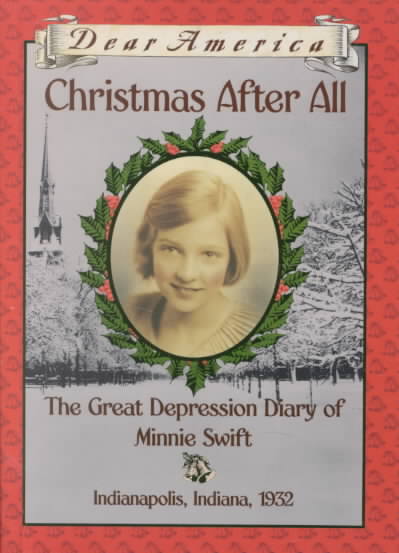 Dear America
Christmas After All
The Great Depression Diary of
Minnie Swift
Indianapolis, Indiana, 1932